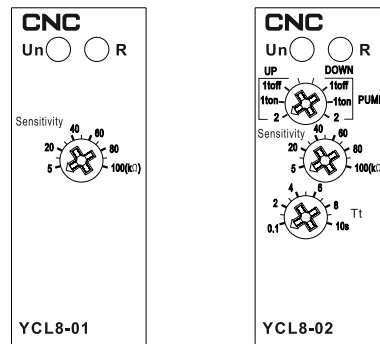 CNC
Un R
Sensitivity
40 60
20 80
5 100(kΩ)
YCL8-01
CNC
Un R
UP DOWN
1toff 1toff
1ton 1ton PUMP
2 2
Sensitivity
40 60
20 80
5 100(kΩ)
4 6
2 8 Tt
0.1 10s
YCL8-02